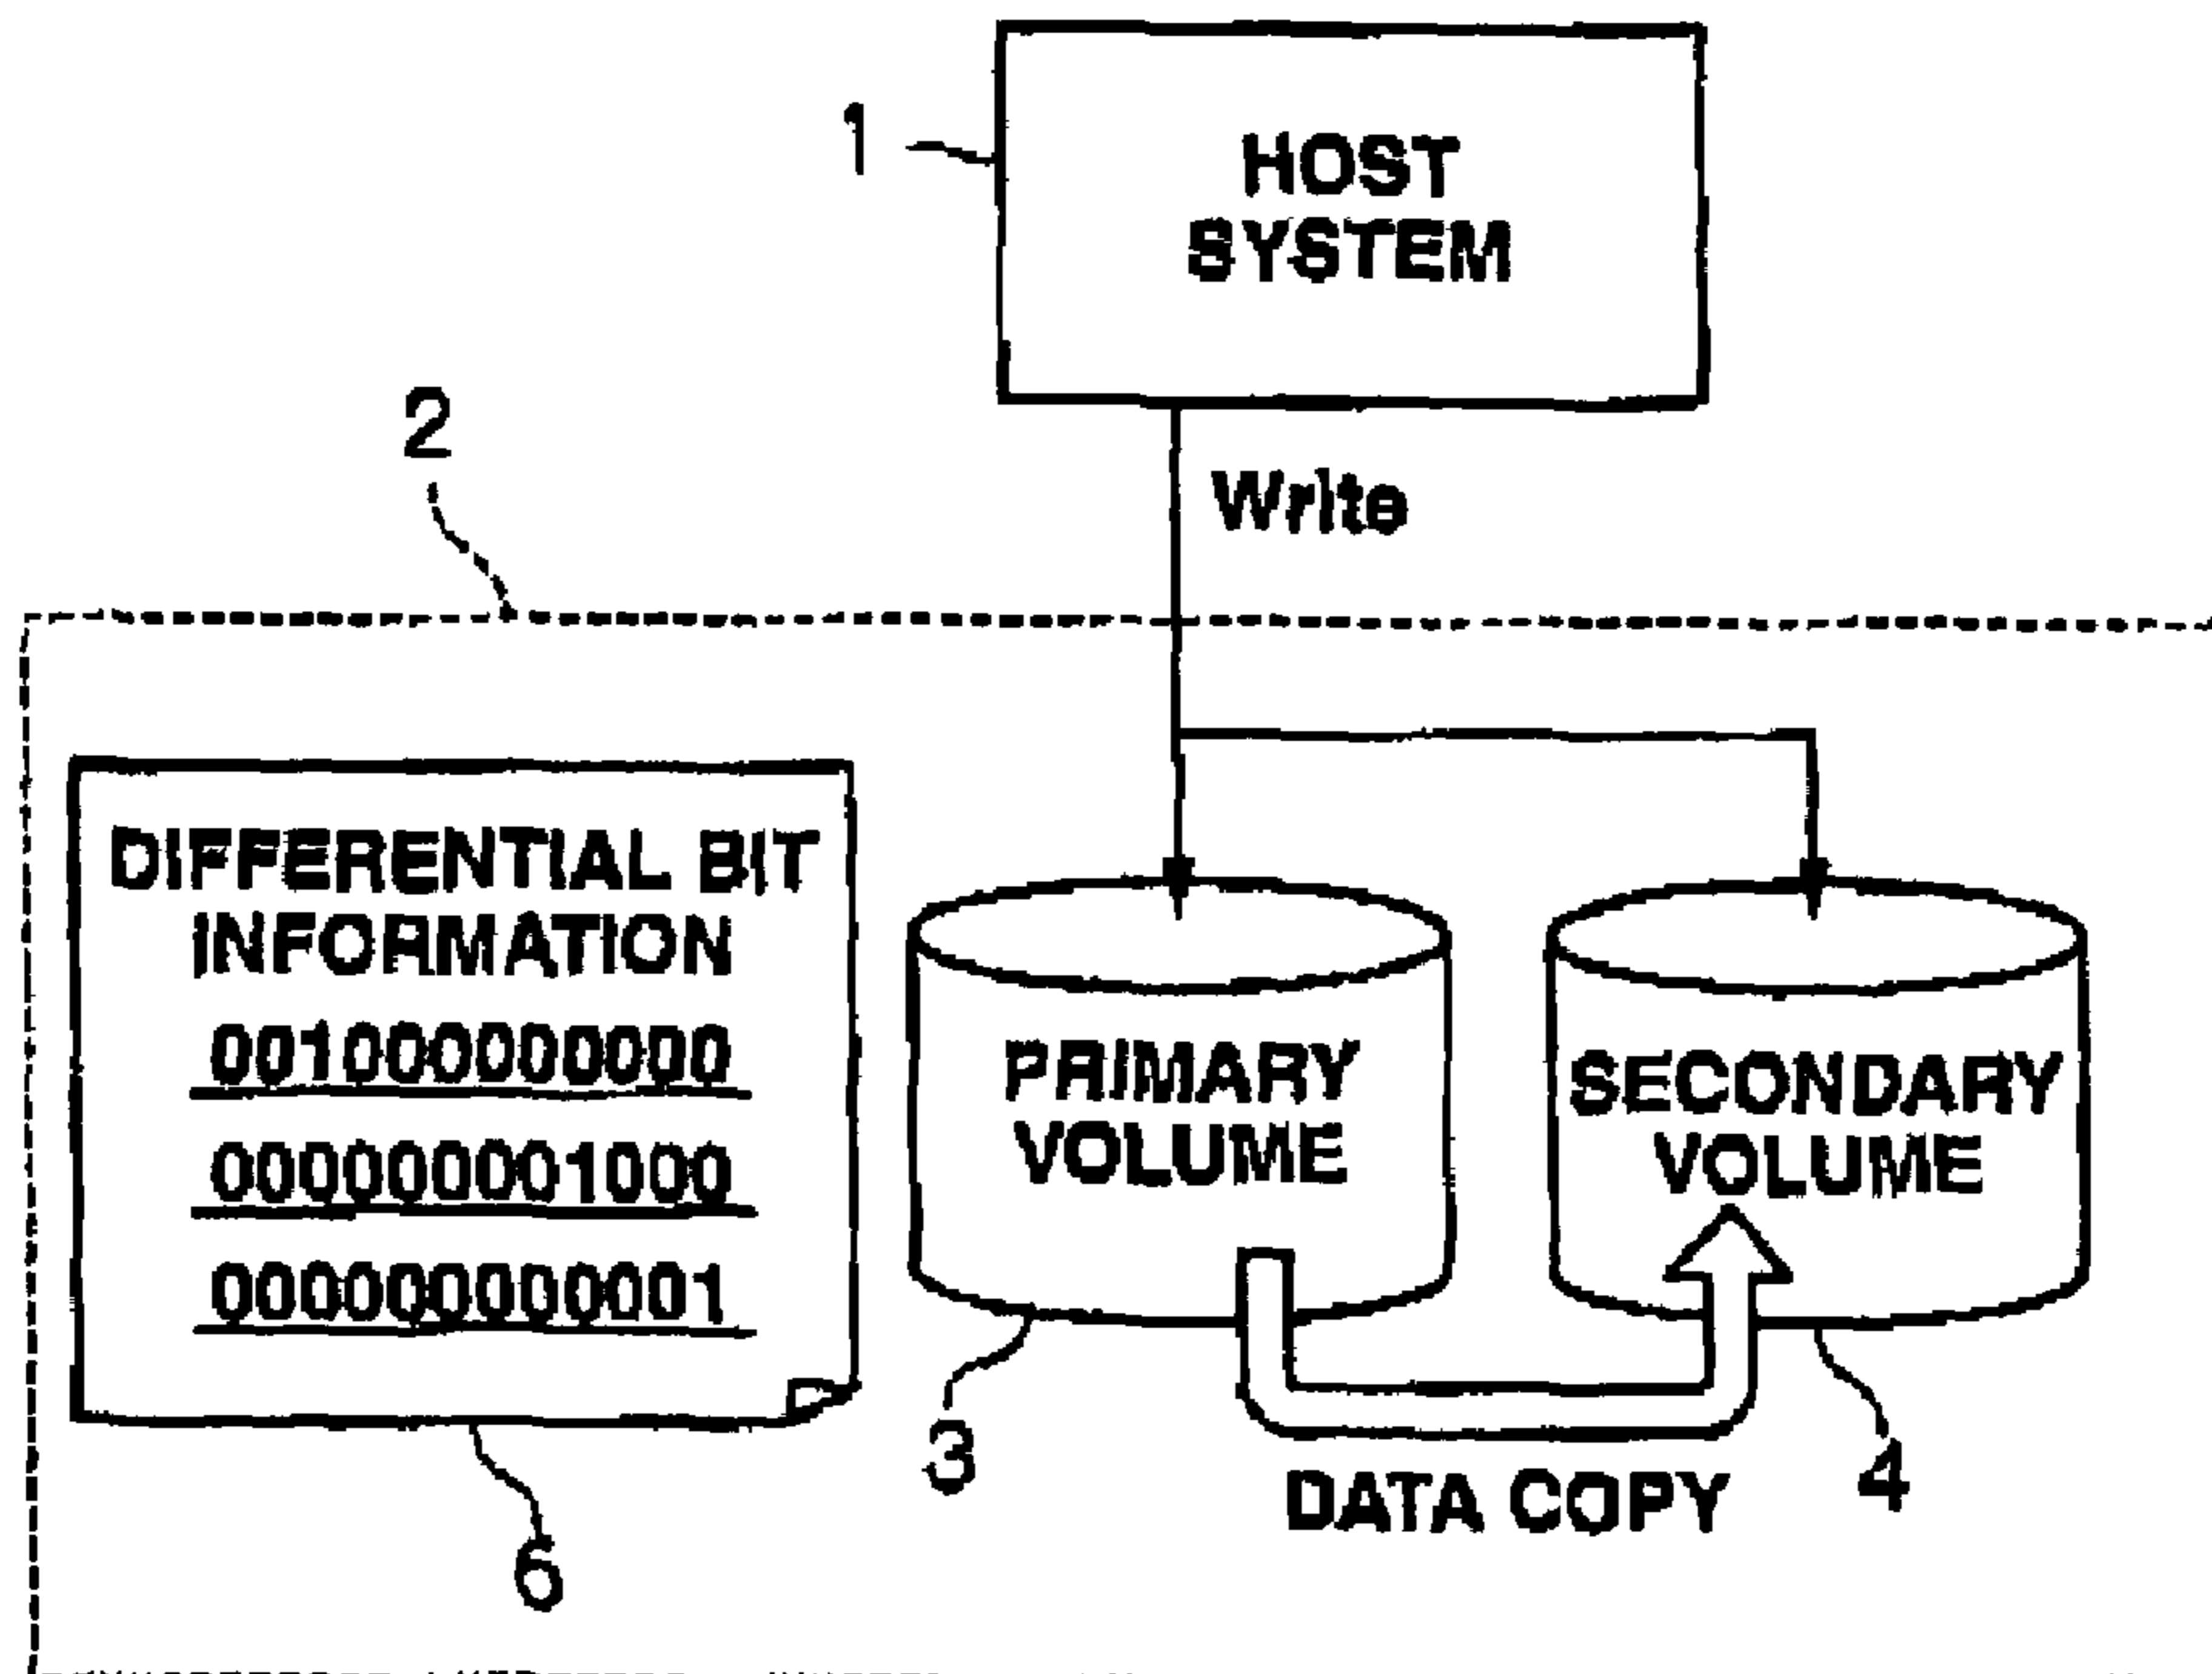 1
HOST
SYSTEM
2
Write
DIFFERENTIAL BIT
INFORMATION
001000000000
000000001000
000000000001
PRIMARY
VOLUME
SECONDARY
VOLUME
3
4
DATA COPY
6